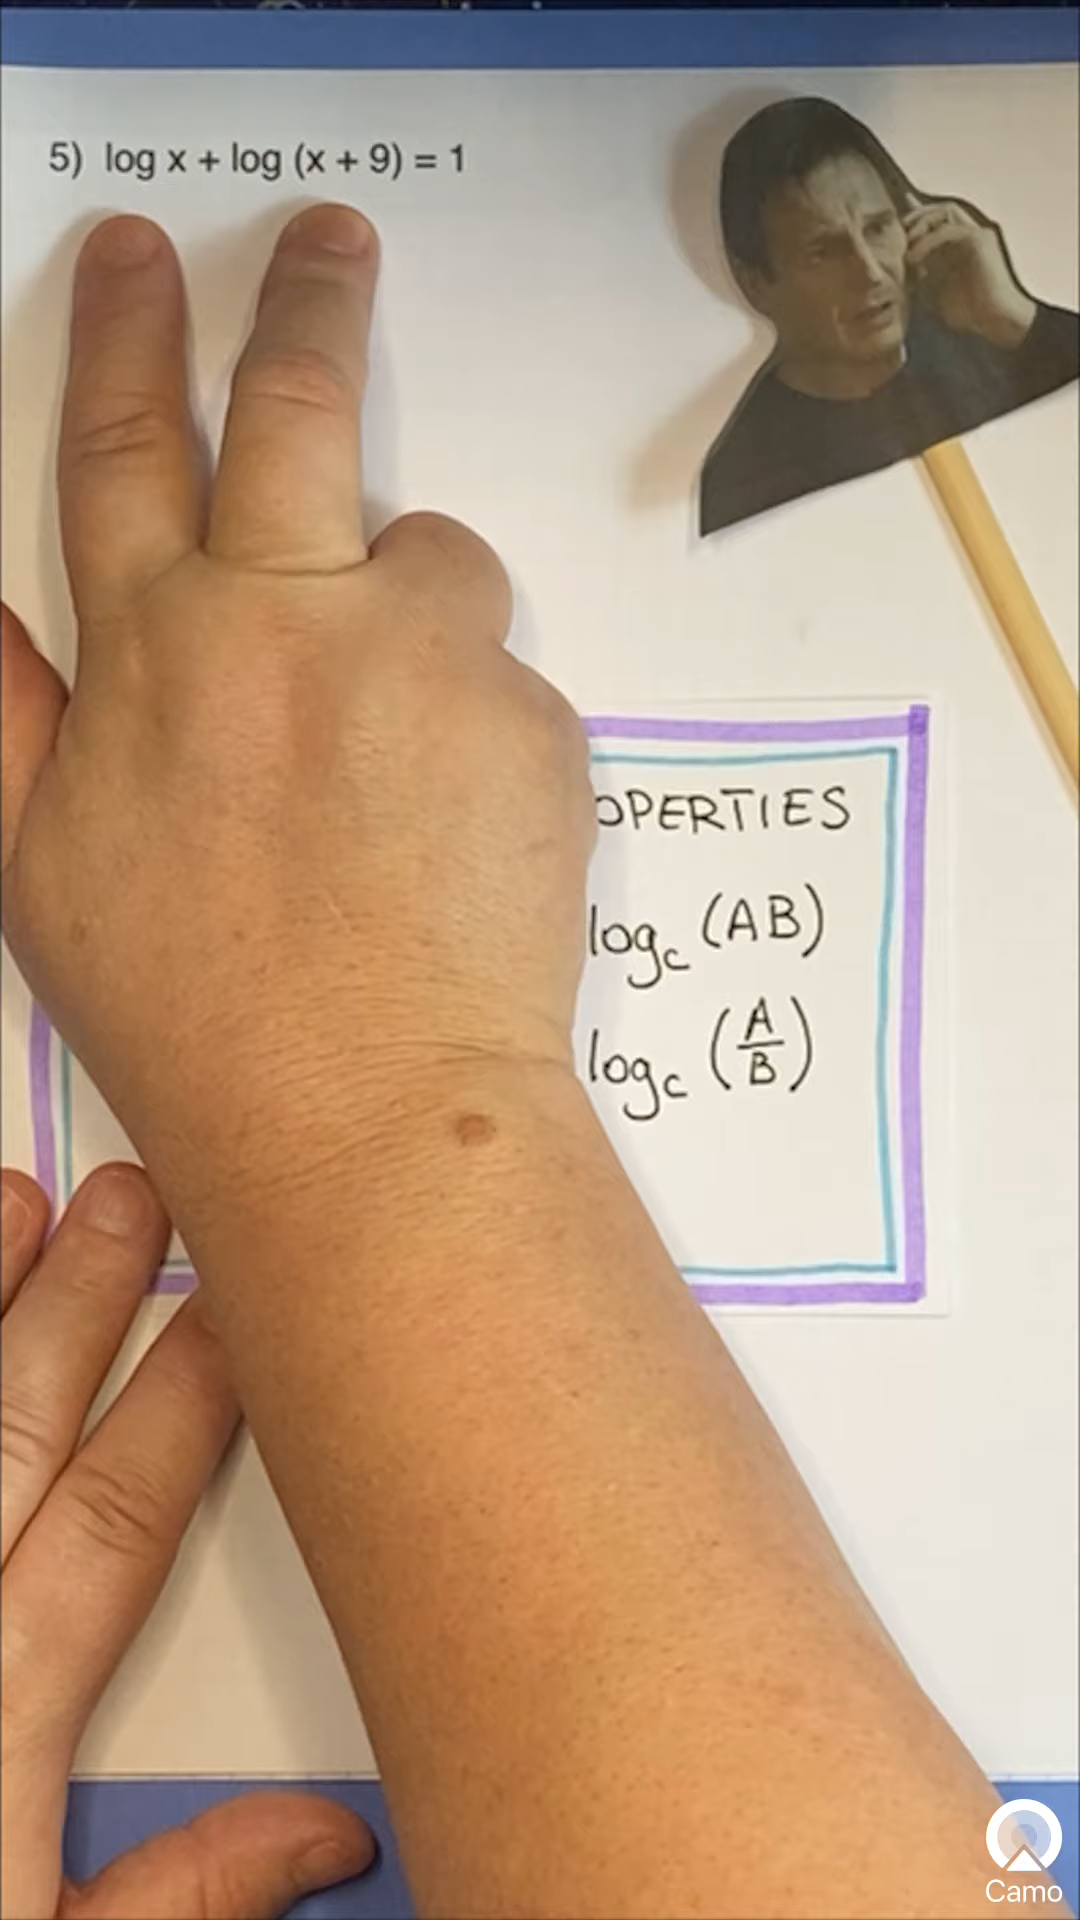 5) log x + log (x + 9) = 1
OPERTIES
log_c (AB)
log_c (A/B)
Camo